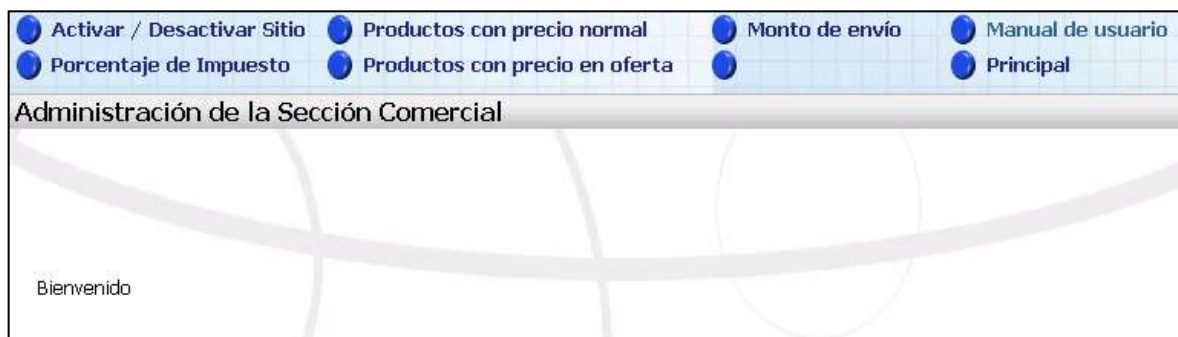 Activar / Desactivar Sitio Productos con precio normal Monto de envío Manual de usuario
Porcentaje de Impuesto Productos con precio en oferta Principal
Administración de la Sección Comercial
Bienvenido